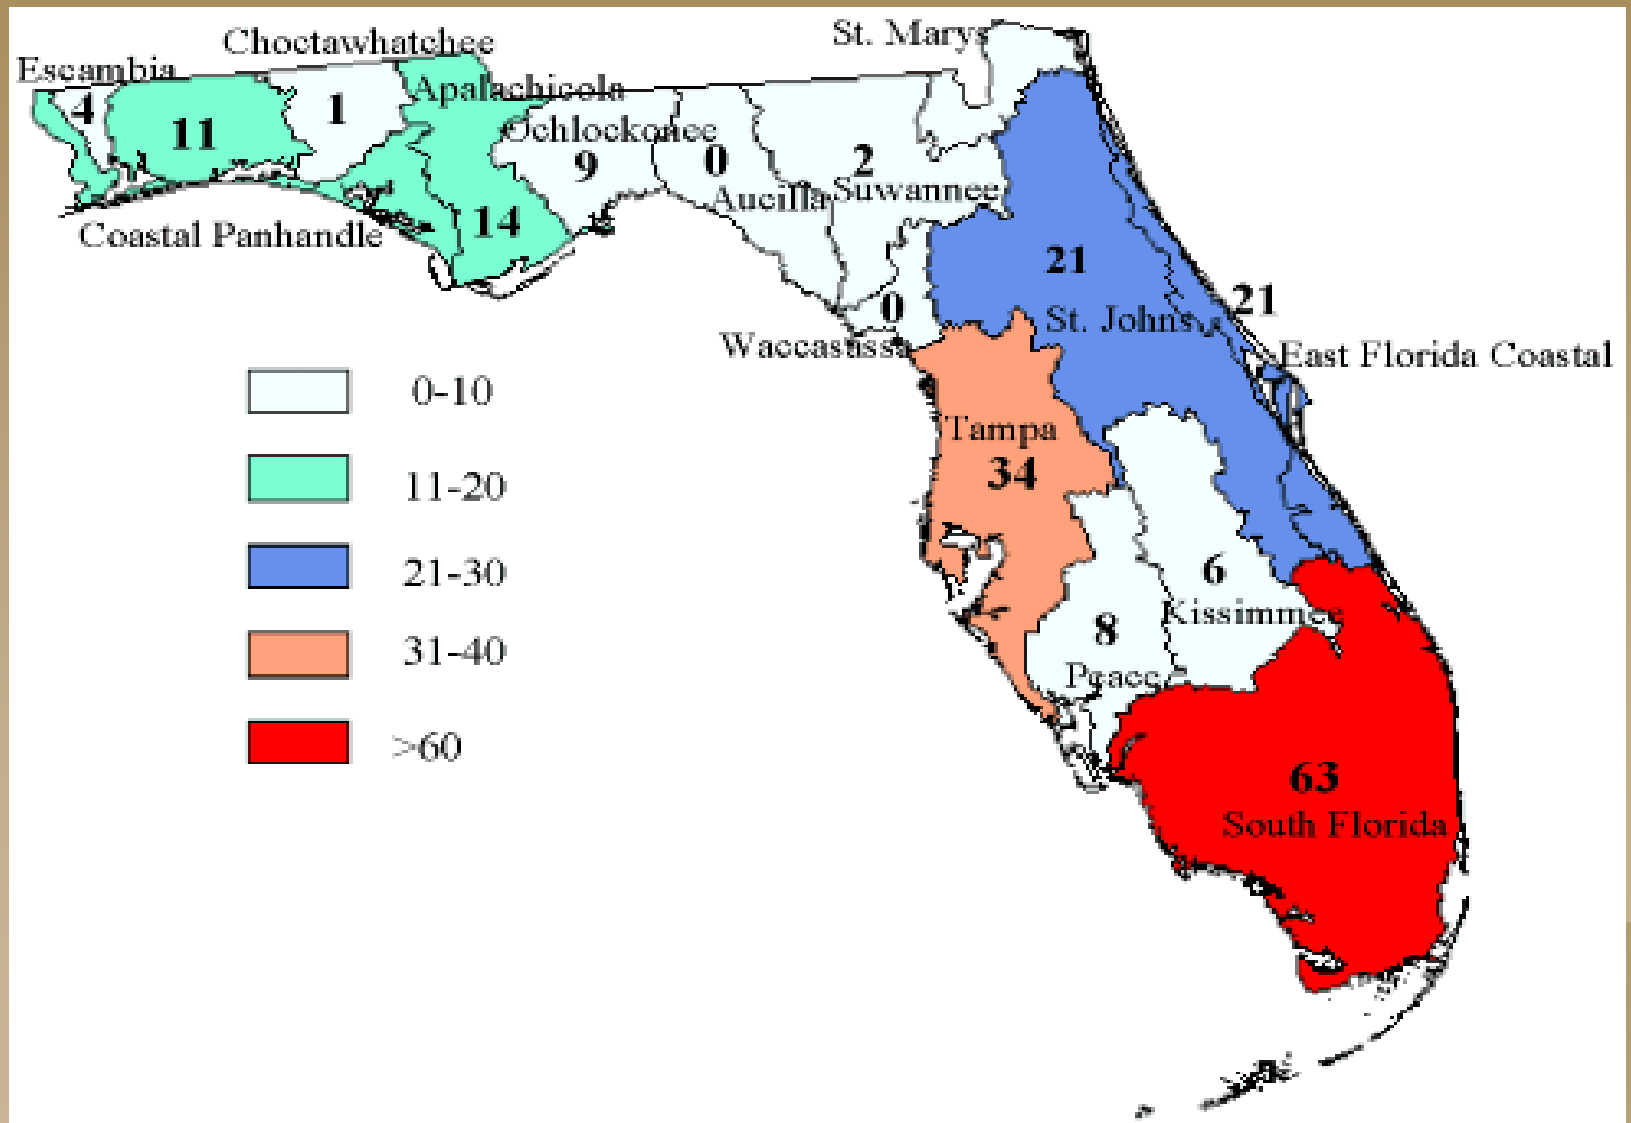 St. Marys
Choctawhatchee
Escambia
Apalachicola
4
11
1
Ochlockonee
9
0
2
Aucilla
Suwannee
Coastal Panhandle
14
21
0
21
St. Johns
Waccasassa
East Florida Coastal
0-10
Tampa
34
11-20
21-30
6
Kissimmee
8
31-40
Peace
>60
63
South Florida